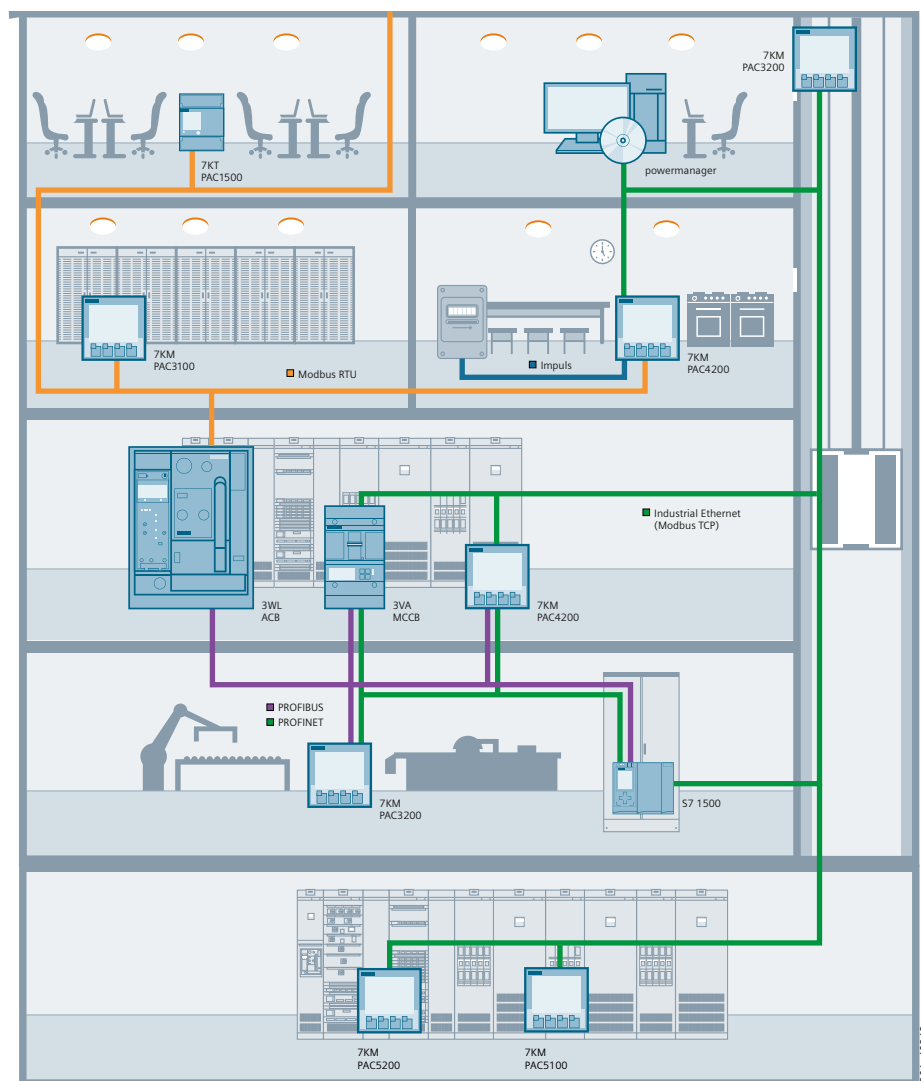 7KM
PAC3200
7KT
PAC1500
powermanager
7KM
PAC3100
Modbus RTU
Impuls
7KM
PAC4200
Industrial Ethernet
(Modbus TCP)
3WL
ACB
3VA
MCCB
7KM
PAC4200
PROFIBUS
PROFINET
7KM
PAC3200
S7 1500
7KM
PAC5200
7KM
PAC5100